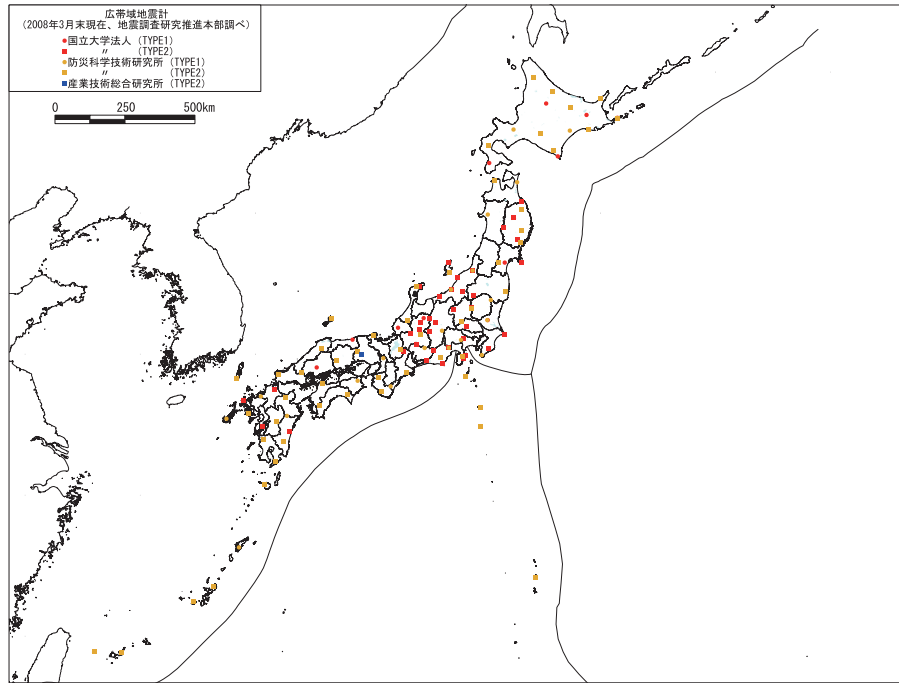 広帯域地震計
(2008年3月末現在、地震調査研究推進本部調べ)
国立大学法人 (TYPE1)
〃 (TYPE2)
防災科学技術研究所 (TYPE1)
〃 (TYPE2)
産業技術総合研究所 (TYPE2)
0 250 500km